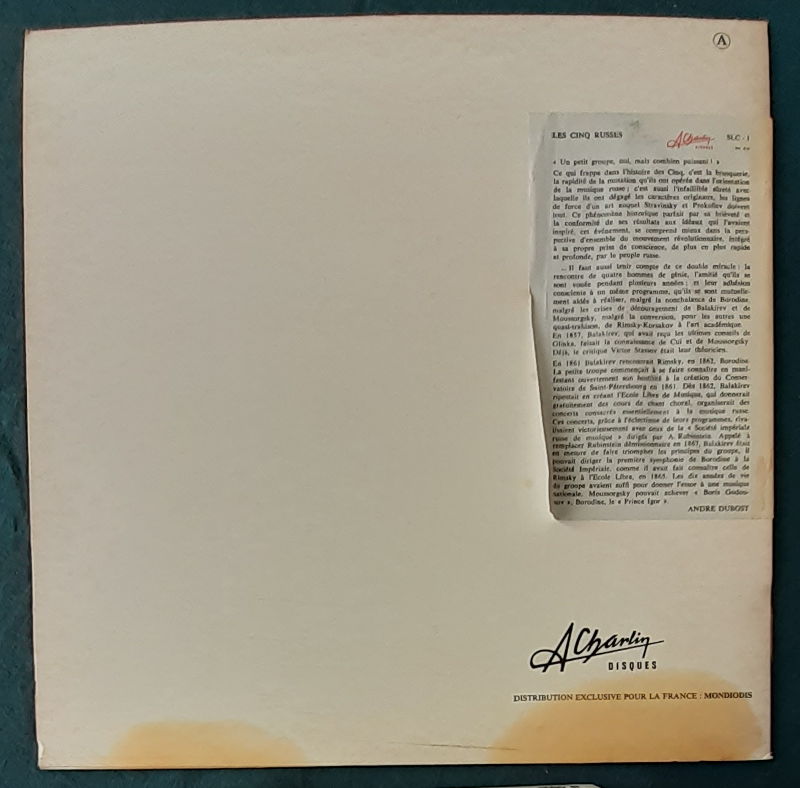 A
LES CINQ RUSSES
A Charlin
DISQUES
SLC - 1
« Un petit groupe, oui, mais combien puissant ! »
Ce qui frappe dans l'histoire des Cinq, c'est la brusquerie,
la rapidité de la mutation qu'ils ont opérée dans l'orientation
de la musique russe ; c'est aussi l'infaillible sûreté avec
laquelle ils ont dégagé les caractères originaux, les lignes
de force d'un art auquel Stravinsky et Prokofiev doivent
tout. Ce phénomène historique parfait par sa brièveté et
la conformité de ses résultats aux idéaux qui l'avaient
inspiré, cet événement, se comprend mieux dans la pers-
pective d'ensemble du mouvement révolutionnaire, intégré
à sa propre prise de conscience, de plus en plus rapide
et profonde, par le peuple russe.
... Il faut aussi tenir compte de ce double miracle : la
rencontre de quatre hommes de génie, l'amitié qu'ils se
sont vouée pendant plusieurs années ; et leur adhésion
consciente à un même programme, qu'ils se sont mutuelle-
ment aidés à réaliser, malgré la nonchalance de Borodine,
malgré les crises de découragement de Balakirev et de
Moussorgsky, malgré la conversion, pour les autres une
quasi-trahison, de Rimsky-Korsakov à l'art académique.
En 1857, Balakirev, qui avait reçu les ultimes conseils de
Glinka, faisait la connaissance de Cui et de Moussorgsky
Déjà, le critique Victor Stassov était leur théoricien.
En 1861 Balakirev rencontrait Rimsky, en 1862, Borodine.
La petite troupe commençait à se faire connaître en mani-
festant ouvertement son hostilité à la création du Conser-
vatoire de Saint-Pétersbourg en 1861. Dès 1862, Balakirev
ripostait en créant l'Ecole Libre de Musique, qui donnerait
gratuitement des cours de chant choral, organiserait des
concerts consacrés essentiellement à la musique russe.
Ces concerts, grâce à l'éclectisme de leurs programmes, riva-
lisaient victorieusement avec ceux de la « Société impériale
russe de musique » dirigés par A. Rubinstein. Appelé à
remplacer Rubinstein démissionnaire en 1867, Balakirev était
en mesure de faire triompher les principes du groupe, il
pouvait diriger la première symphonie de Borodine à la
Société Impériale, comme il avait fait connaître celle de
Rimsky à l'Ecole Libre, en 1865. Les dix années de vie
du groupe avaient suffi pour donner l'essor à une musique
nationale. Moussorgsky pouvait achever « Boris Godou-
nov », Borodine, le « Prince Igor ».
ANDRE DUBOST
A Charlin
DISQUES
DISTRIBUTION EXCLUSIVE POUR LA FRANCE : MONDIODIS